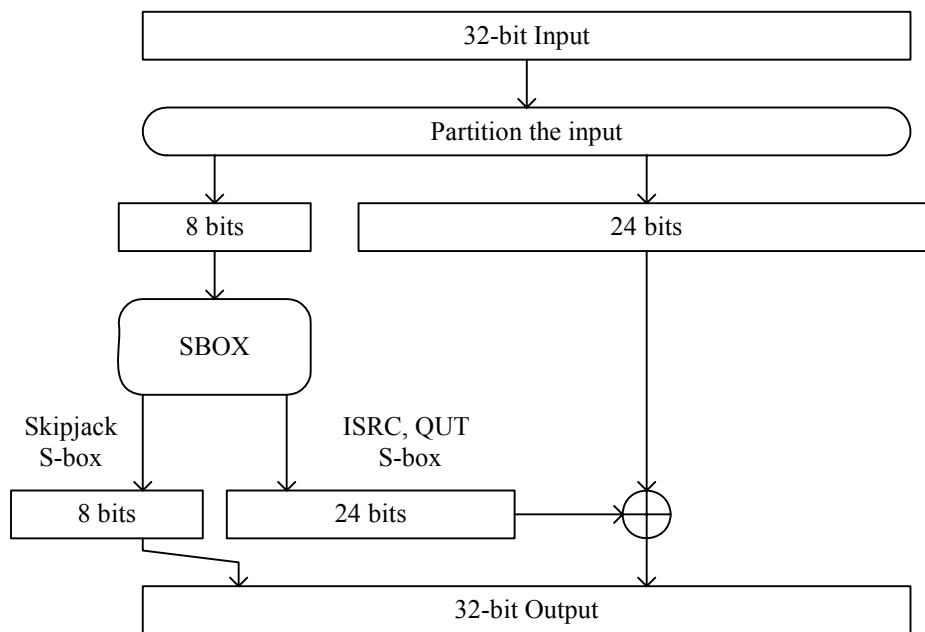 32-bit Input
Partition the input
8 bits
24 bits
SBOX
Skipjack
S-box
ISRC, QUT
S-box
8 bits
24 bits
32-bit Output